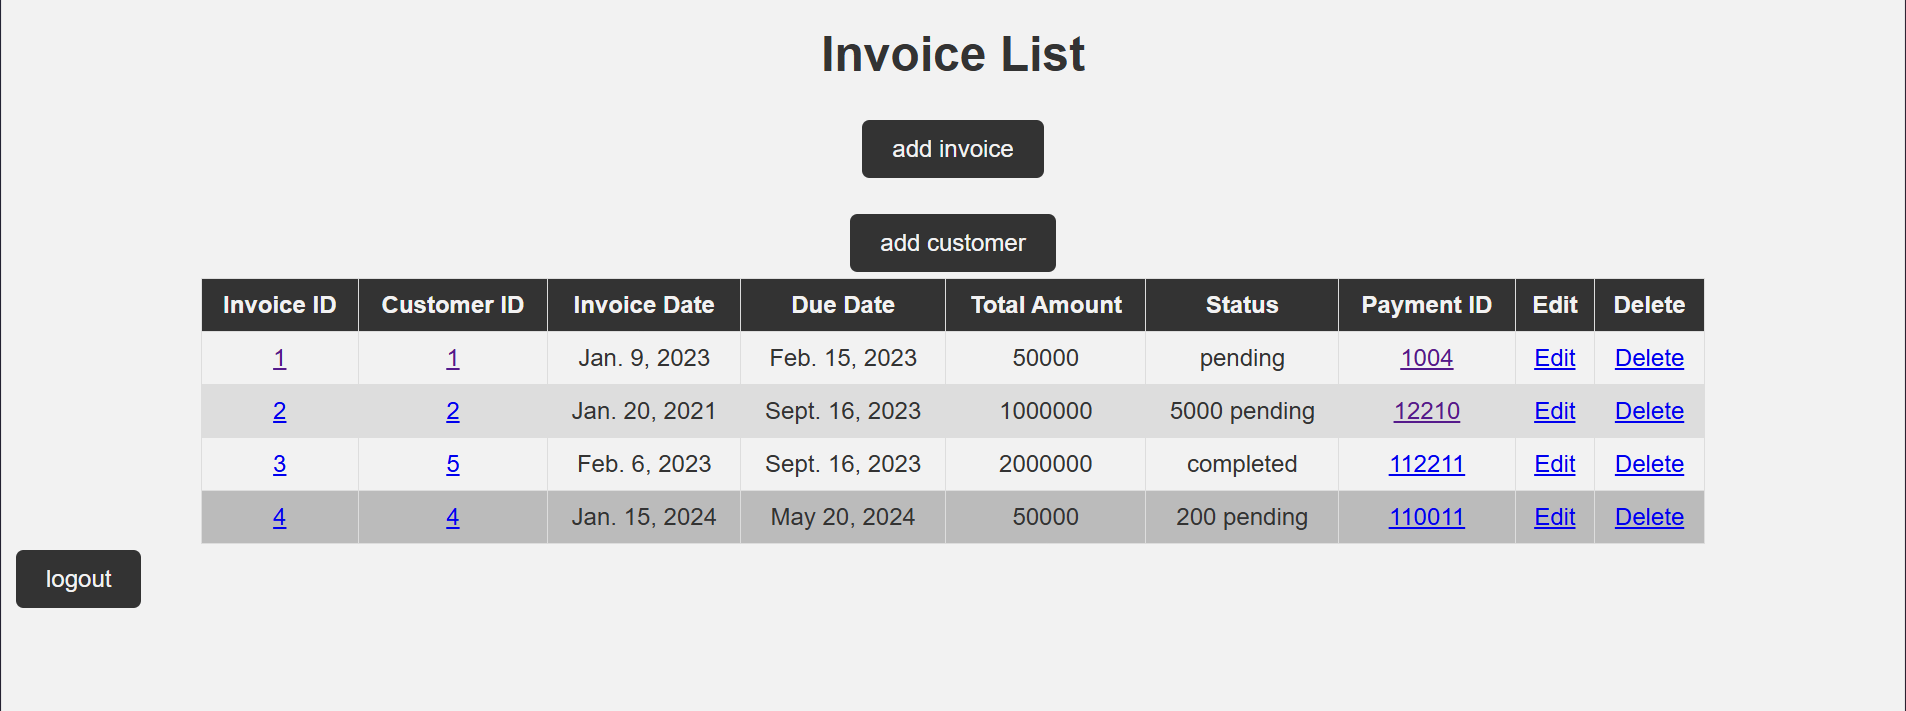 Invoice List
add invoice
add customer
Invoice ID Customer ID Invoice Date Due Date Total Amount Status Payment ID Edit Delete
1 1 Jan. 9, 2023 Feb. 15, 2023 50000 pending 1004 Edit Delete
2 2 Jan. 20, 2021 Sept. 16, 2023 1000000 5000 pending 12210 Edit Delete
3 5 Feb. 6, 2023 Sept. 16, 2023 2000000 completed 112211 Edit Delete
4 4 Jan. 15, 2024 May 20, 2024 50000 200 pending 110011 Edit Delete
logout